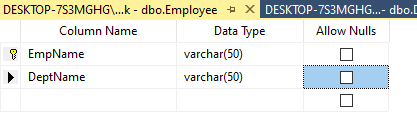 DESKTOP-7S3MGHG\...k - dbo.Employee
DESKTOP-7S3MGHG\...- dbo.D
Column Name Data Type Allow Nulls
EmpName varchar(50)
DeptName varchar(50)